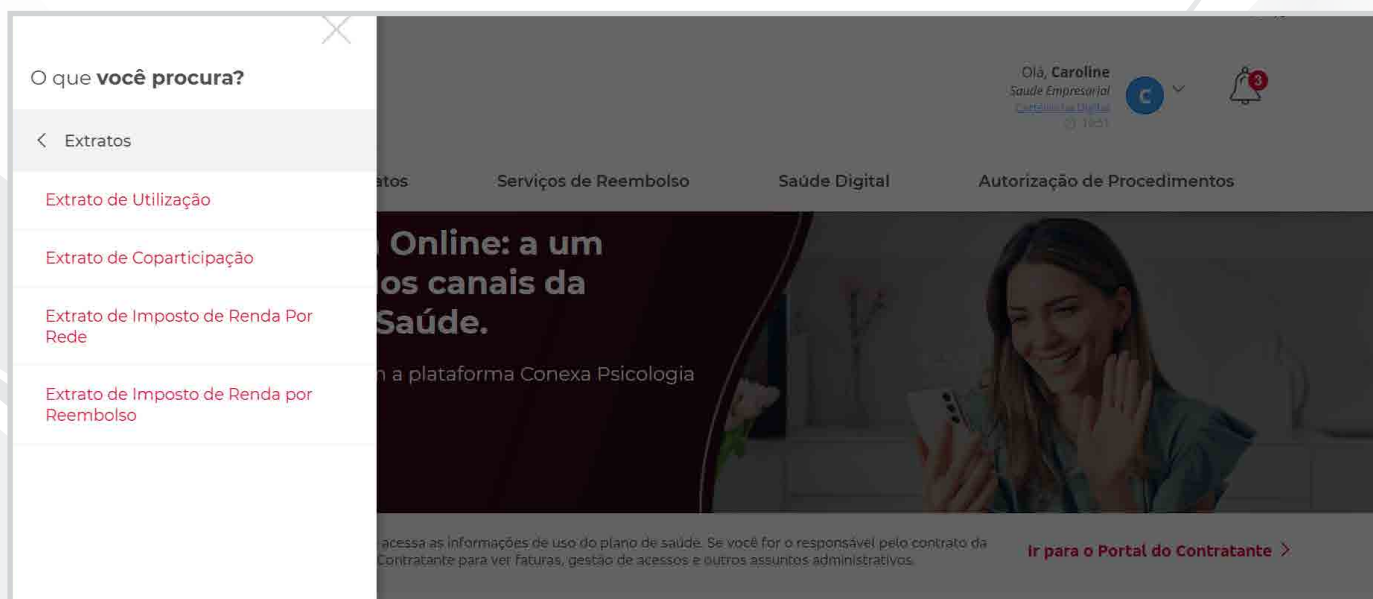 O que você procura?
Extratos
Extrato de Utilização
Extrato de Coparticipação
Extrato de Imposto de Renda Por
Rede
Extrato de Imposto de Renda por
Reembolso
Olá, Caroline
Saúde Empresarial
C
3
atos
Serviços de Reembolso
Saúde Digital
Autorização de Procedimentos
Online: a um
os canais da
Saúde.
a plataforma Conexa Psicologia
acessa as informações de uso do plano de saúde. Se você for o responsável pelo contrato da
Contratante para ver faturas, gestão de acessos e outros assuntos administrativos.
Ir para o Portal do Contratante